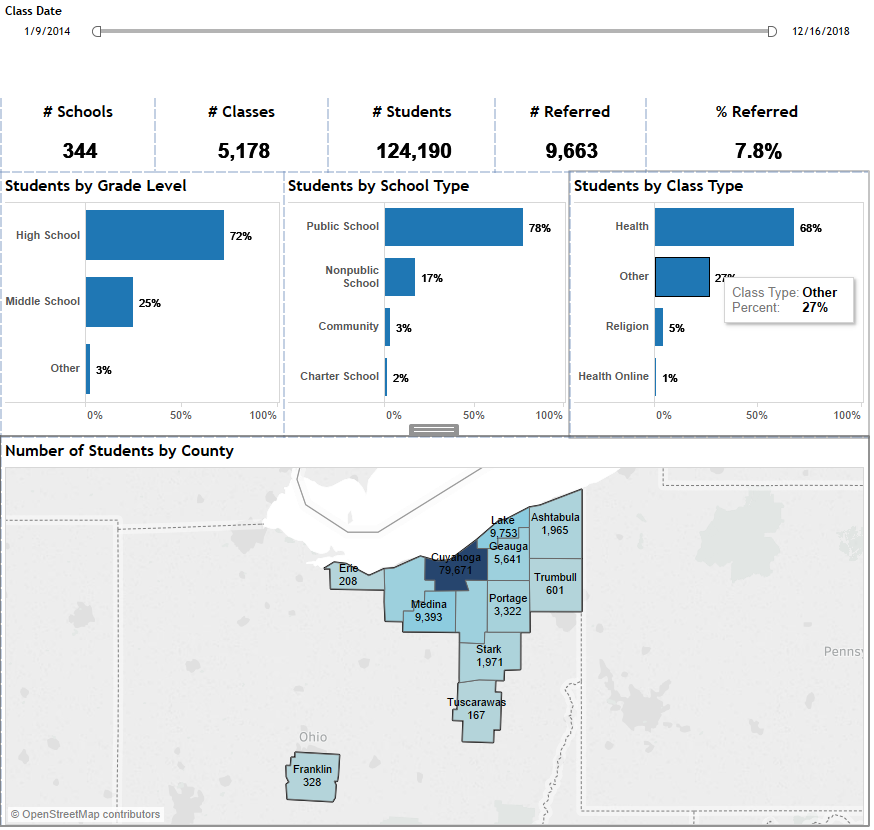 Class Date
1/9/2014
12/16/2018
# Schools
# Classes
# Students
# Referred
% Referred
344
5,178
124,190
9,663
7.8%
Students by Grade Level
High School
72%
Middle School
25%
Other
3%
0%
50%
100%
Students by School Type
Public School
78%
Nonpublic
School
17%
Community
3%
Charter School
2%
0%
50%
100%
Students by Class Type
Health
68%
Other
27%
Class Type: Other
Percent: 27%
Religion
5%
Health Online
1%
0%
50%
100%
Number of Students by County
Lake
9,753
Ashtabula
1,965
Geauga
5,641
Cuyahoga
79,671
Erie
208
Trumbull
601
Medina
9,393
Portage
3,322
Stark
1,971
Pennsy
Tuscarawas
167
Ohio
Franklin
328
© OpenStreetMap contributors